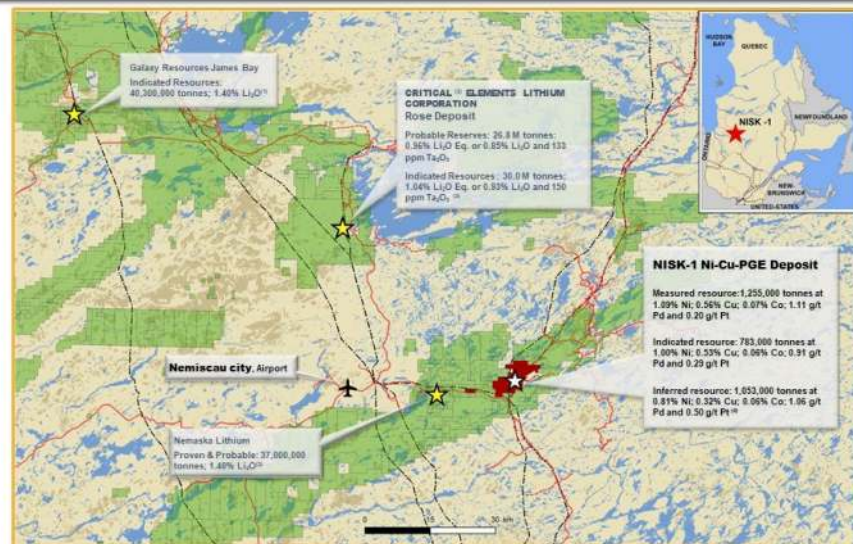 Galaxy Resources James Bay
Indicated Resources:
40,300,000 tonnes; 1.40% Li₂O⁽¹⁾
CRITICAL ⁽²⁾ ELEMENTS LITHIUM
CORPORATION
Rose Deposit
Probable Reserves: 26.8 M tonnes:
0.96% Li₂O Eq. or 0.85% Li₂O and 133
ppm Ta₂O₅
Indicated Resources : 30.0 M tonnes:
1.04% Li₂O Eq. or 0.93% Li₂O and 150
ppm Ta₂O₅
HUDSON
BAY
QUEBEC
NISK -1
NEWFOUNDLAND
ONTARIO
NEW-
BRUNSWICK
UNITED-STATES
NISK-1 Ni-Cu-PGE Deposit
Measured resource:1,255,000 tonnes at
1.09% Ni; 0.56% Cu; 0.07% Co; 1.11 g/t
Pd and 0.20 g/t Pt
Indicated resource: 783,000 tonnes at
1.00% Ni; 0.53% Cu; 0.06% Co; 0.91 g/t
Pd and 0.29 g/t Pt
Inferred resource: 1,053,000 tonnes at
0.81% Ni; 0.32% Cu; 0.06% Co; 1.06 g/t
Pd and 0.50 g/t Pt
Nemiscau city, Airport
Nemaska Lithium
Proven & Probable: 37,000,000
tonnes; 1.40% Li₂O
0 15 30 km